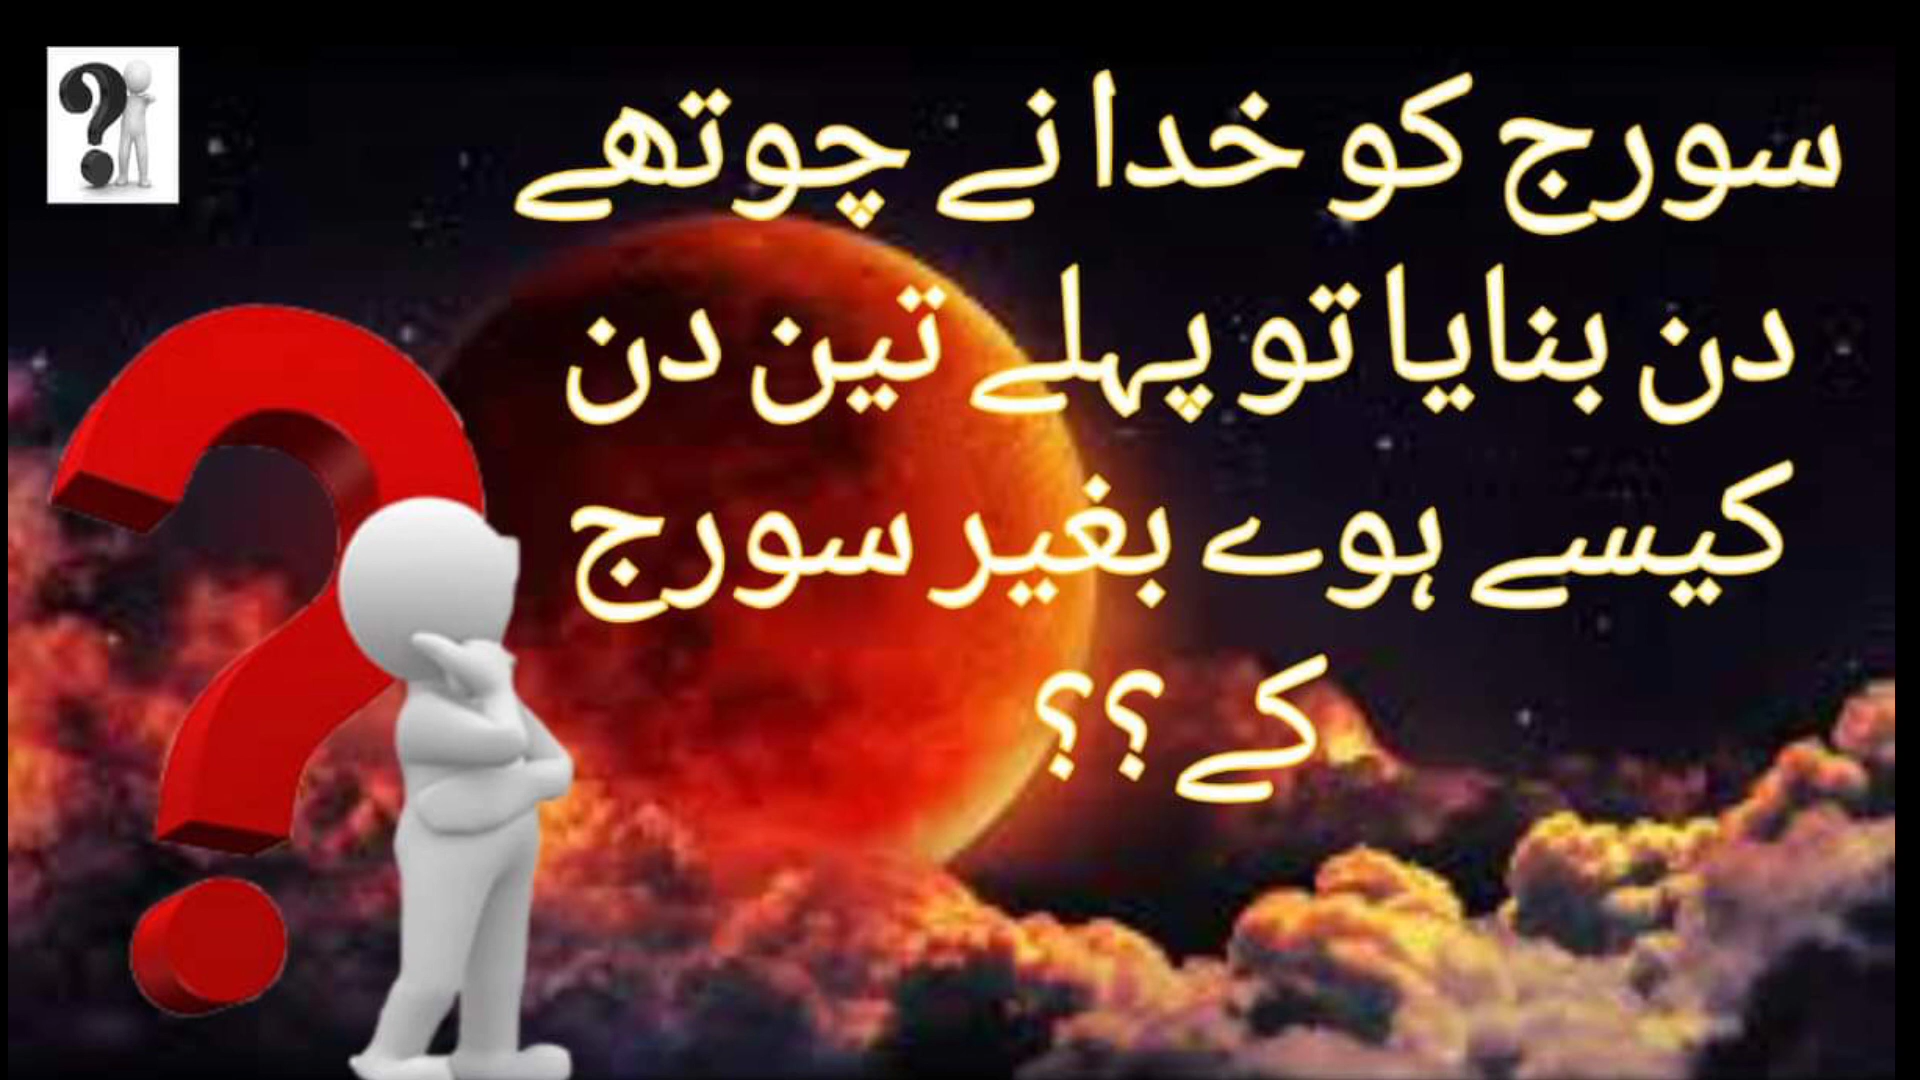 سورج کو خدا نے چوتھے
دن بنایا تو پہلے تین دن
کیسے ہوے بغیر سورج
کے ؟؟